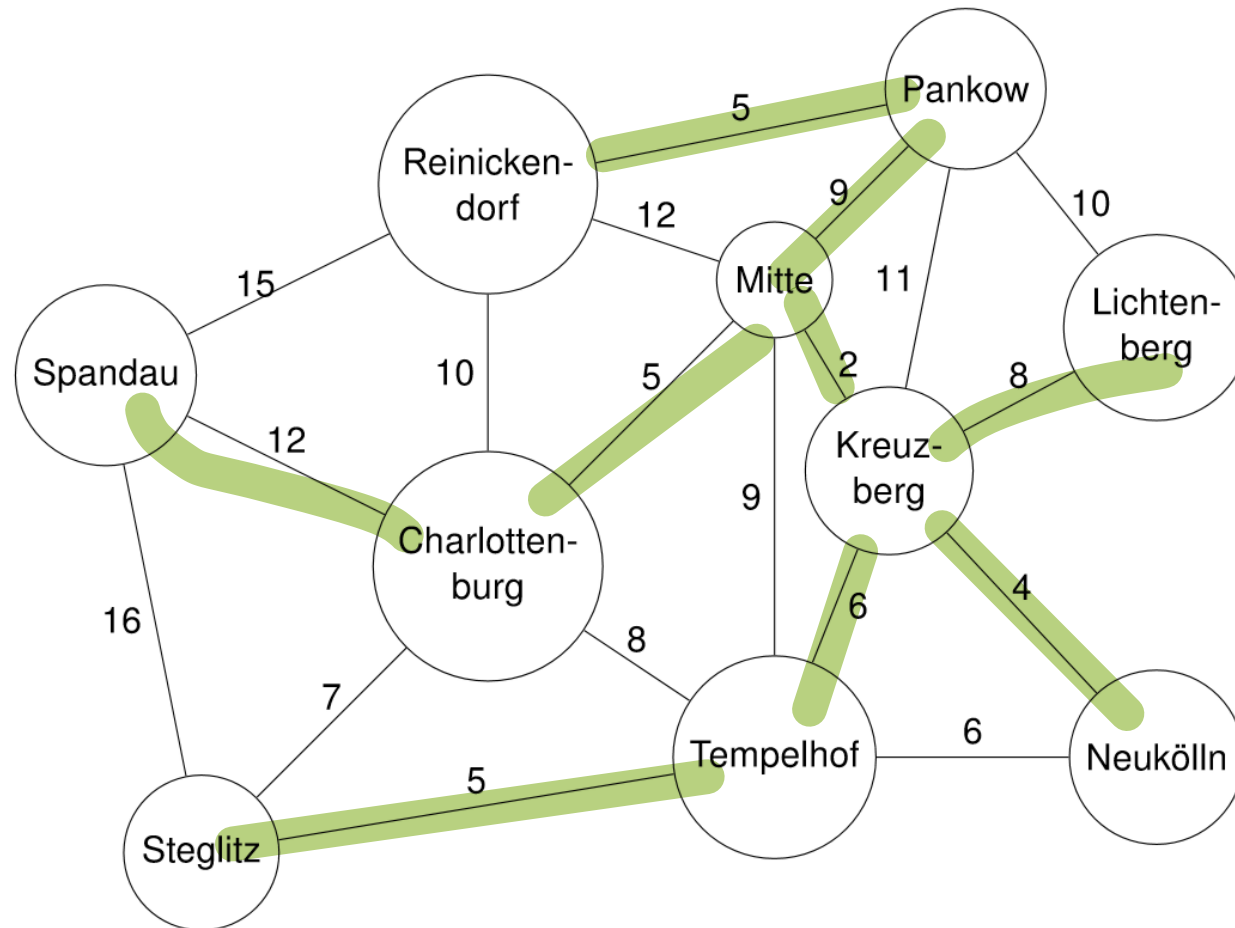 Pankow
5
Reinicken-
dorf
9
12
10
Mitte
11
15
Lichten-
berg
Spandau
10
5
2
8
12
Kreuz-
berg
9
Charlotten-
burg
4
6
16
8
7
6
Tempelhof
Neukölln
5
Steglitz